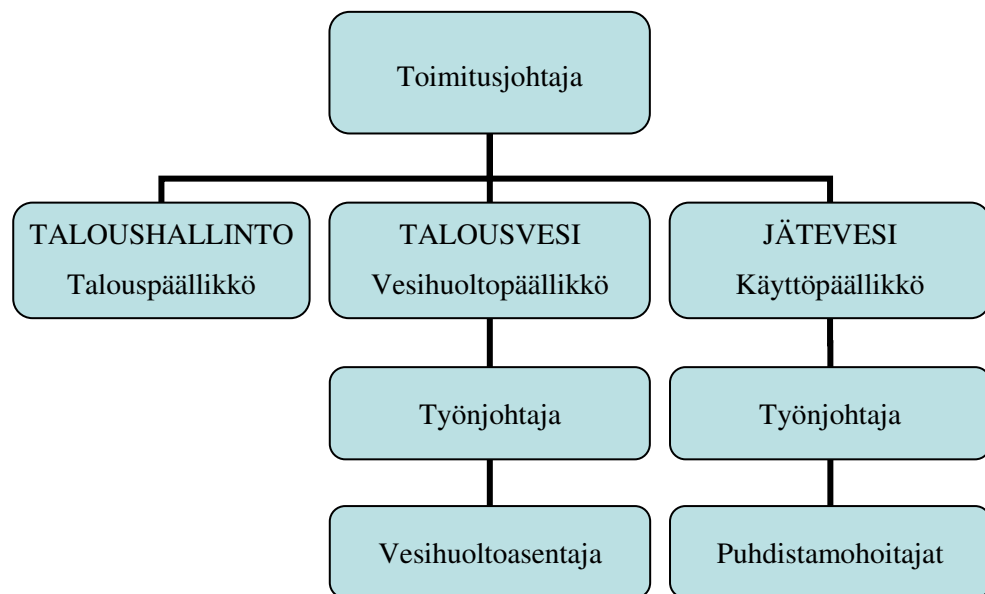 Toimitusjohtaja
TALOUSHALLINTO
Talouspäällikkö
TALOUSVESI
Vesihuoltopäällikkö
JÄTEVESI
Käyttöpäällikkö
Työnjohtaja
Työnjohtaja
Vesihuoltoasentaja
Puhdistamohoitajat